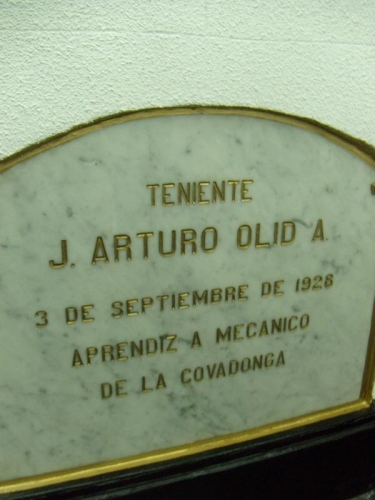 TENIENTE
J. ARTURO OLID A.
3 DE SEPTIEMBRE DE 1928
APRENDIZ A MECANICO
DE LA COVADONGA